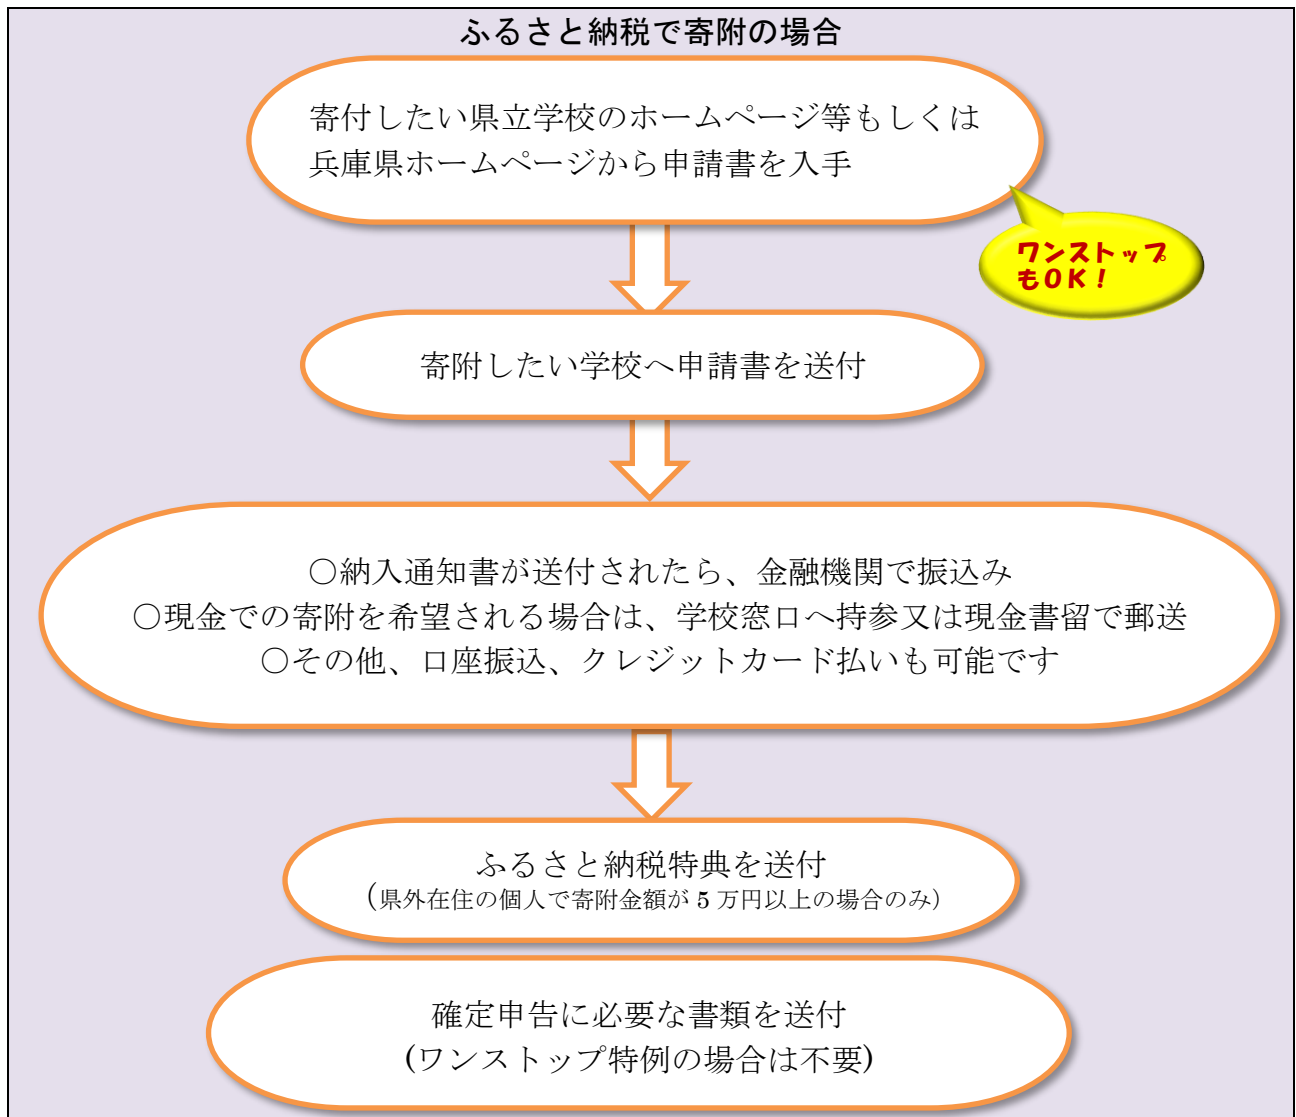 ふるさと納税で寄附の場合
寄付したい県立学校のホームページ等もしくは
兵庫県ホームページから申請書を入手
ワンストップ
もOK！
寄附したい学校へ申請書を送付
○納入通知書が送付されたら、金融機関で振込み
○現金での寄附を希望される場合は、学校窓口へ持参又は現金書留で郵送
○その他、口座振込、クレジットカード払いも可能です
ふるさと納税特典を送付
（県外在住の個人で寄附金額が 5 万円以上の場合のみ）
確定申告に必要な書類を送付
(ワンストップ特例の場合は不要)